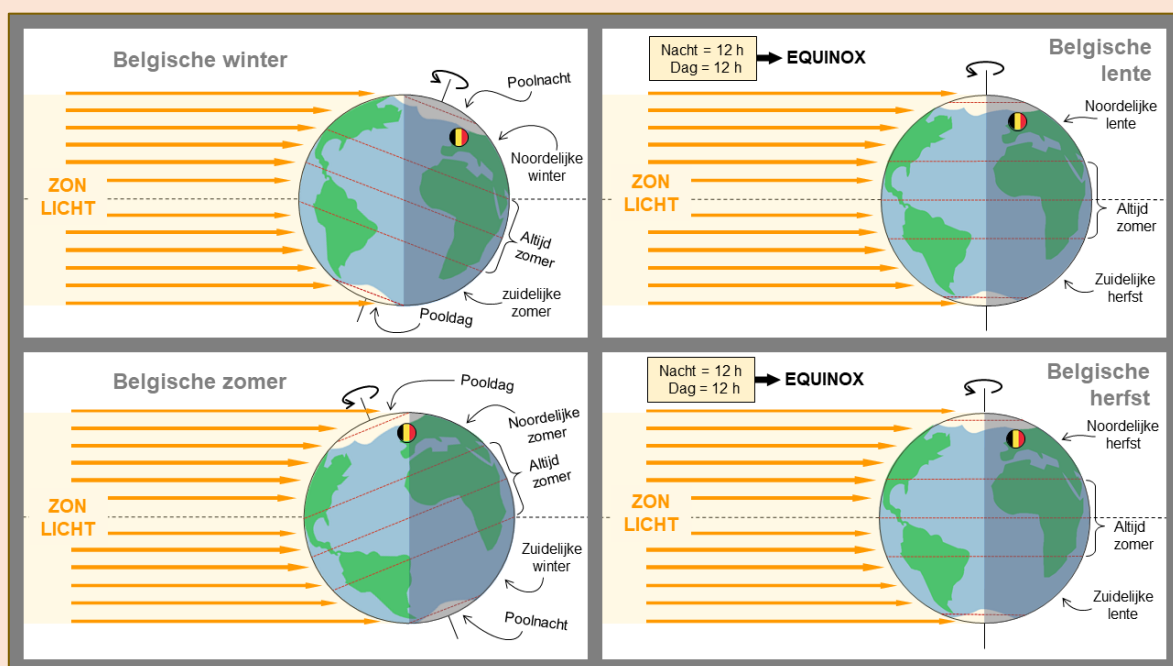 Belgische winter
Poolnacht
Noordelijke
winter
ZON
LICHT
Altijd
zomer
zuidelijke
zomer
Pooldag
Nacht = 12 h
Dag = 12 h
EQUINOX
Belgische
lente
Noordelijke
lente
ZON
LICHT
Altijd
zomer
Zuidelijke
herfst
Belgische zomer
Pooldag
Noordelijke
zomer
Altijd
zomer
ZON
LICHT
Zuidelijke
winter
Poolnacht
Nacht = 12 h
Dag = 12 h
EQUINOX
Belgische
herfst
Noordelijke
herfst
ZON
LICHT
Altijd
zomer
Zuidelijke
lente